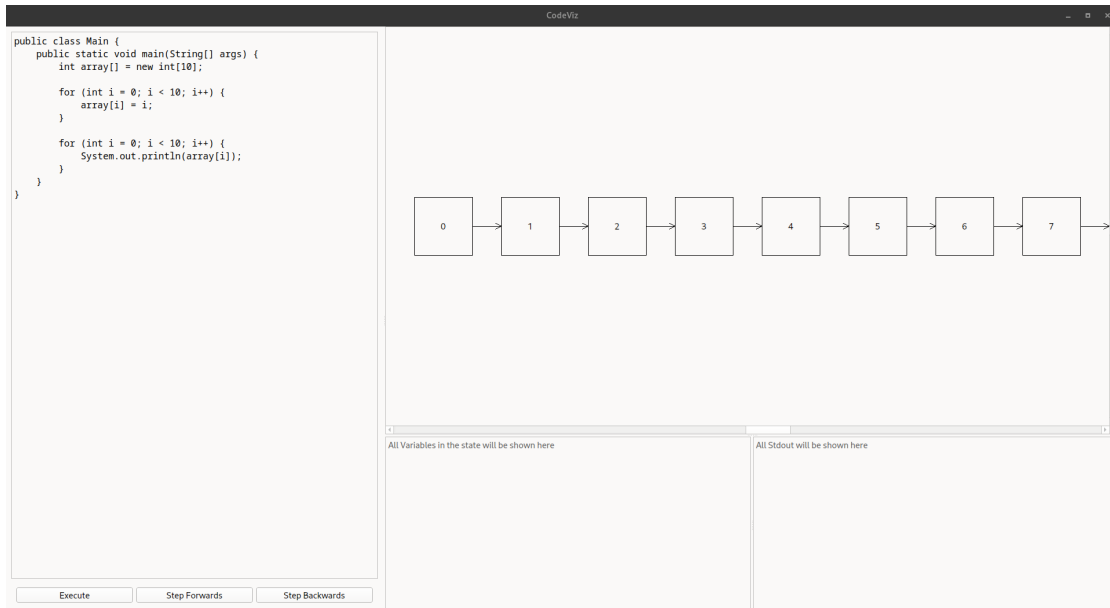 CodeViz
public class Main {
    public static void main(String[] args) {
        int array[] = new int[10];
        for (int i = 0; i < 10; i++) {
            array[i] = i;
        }
        for (int i = 0; i < 10; i++) {
            System.out.println(array[i]);
        }
    }
}
0 1 2 3 4 5 6 7
All Variables in the state will be shown here
All Stdout will be shown here
Execute
Step Forwards
Step Backwards